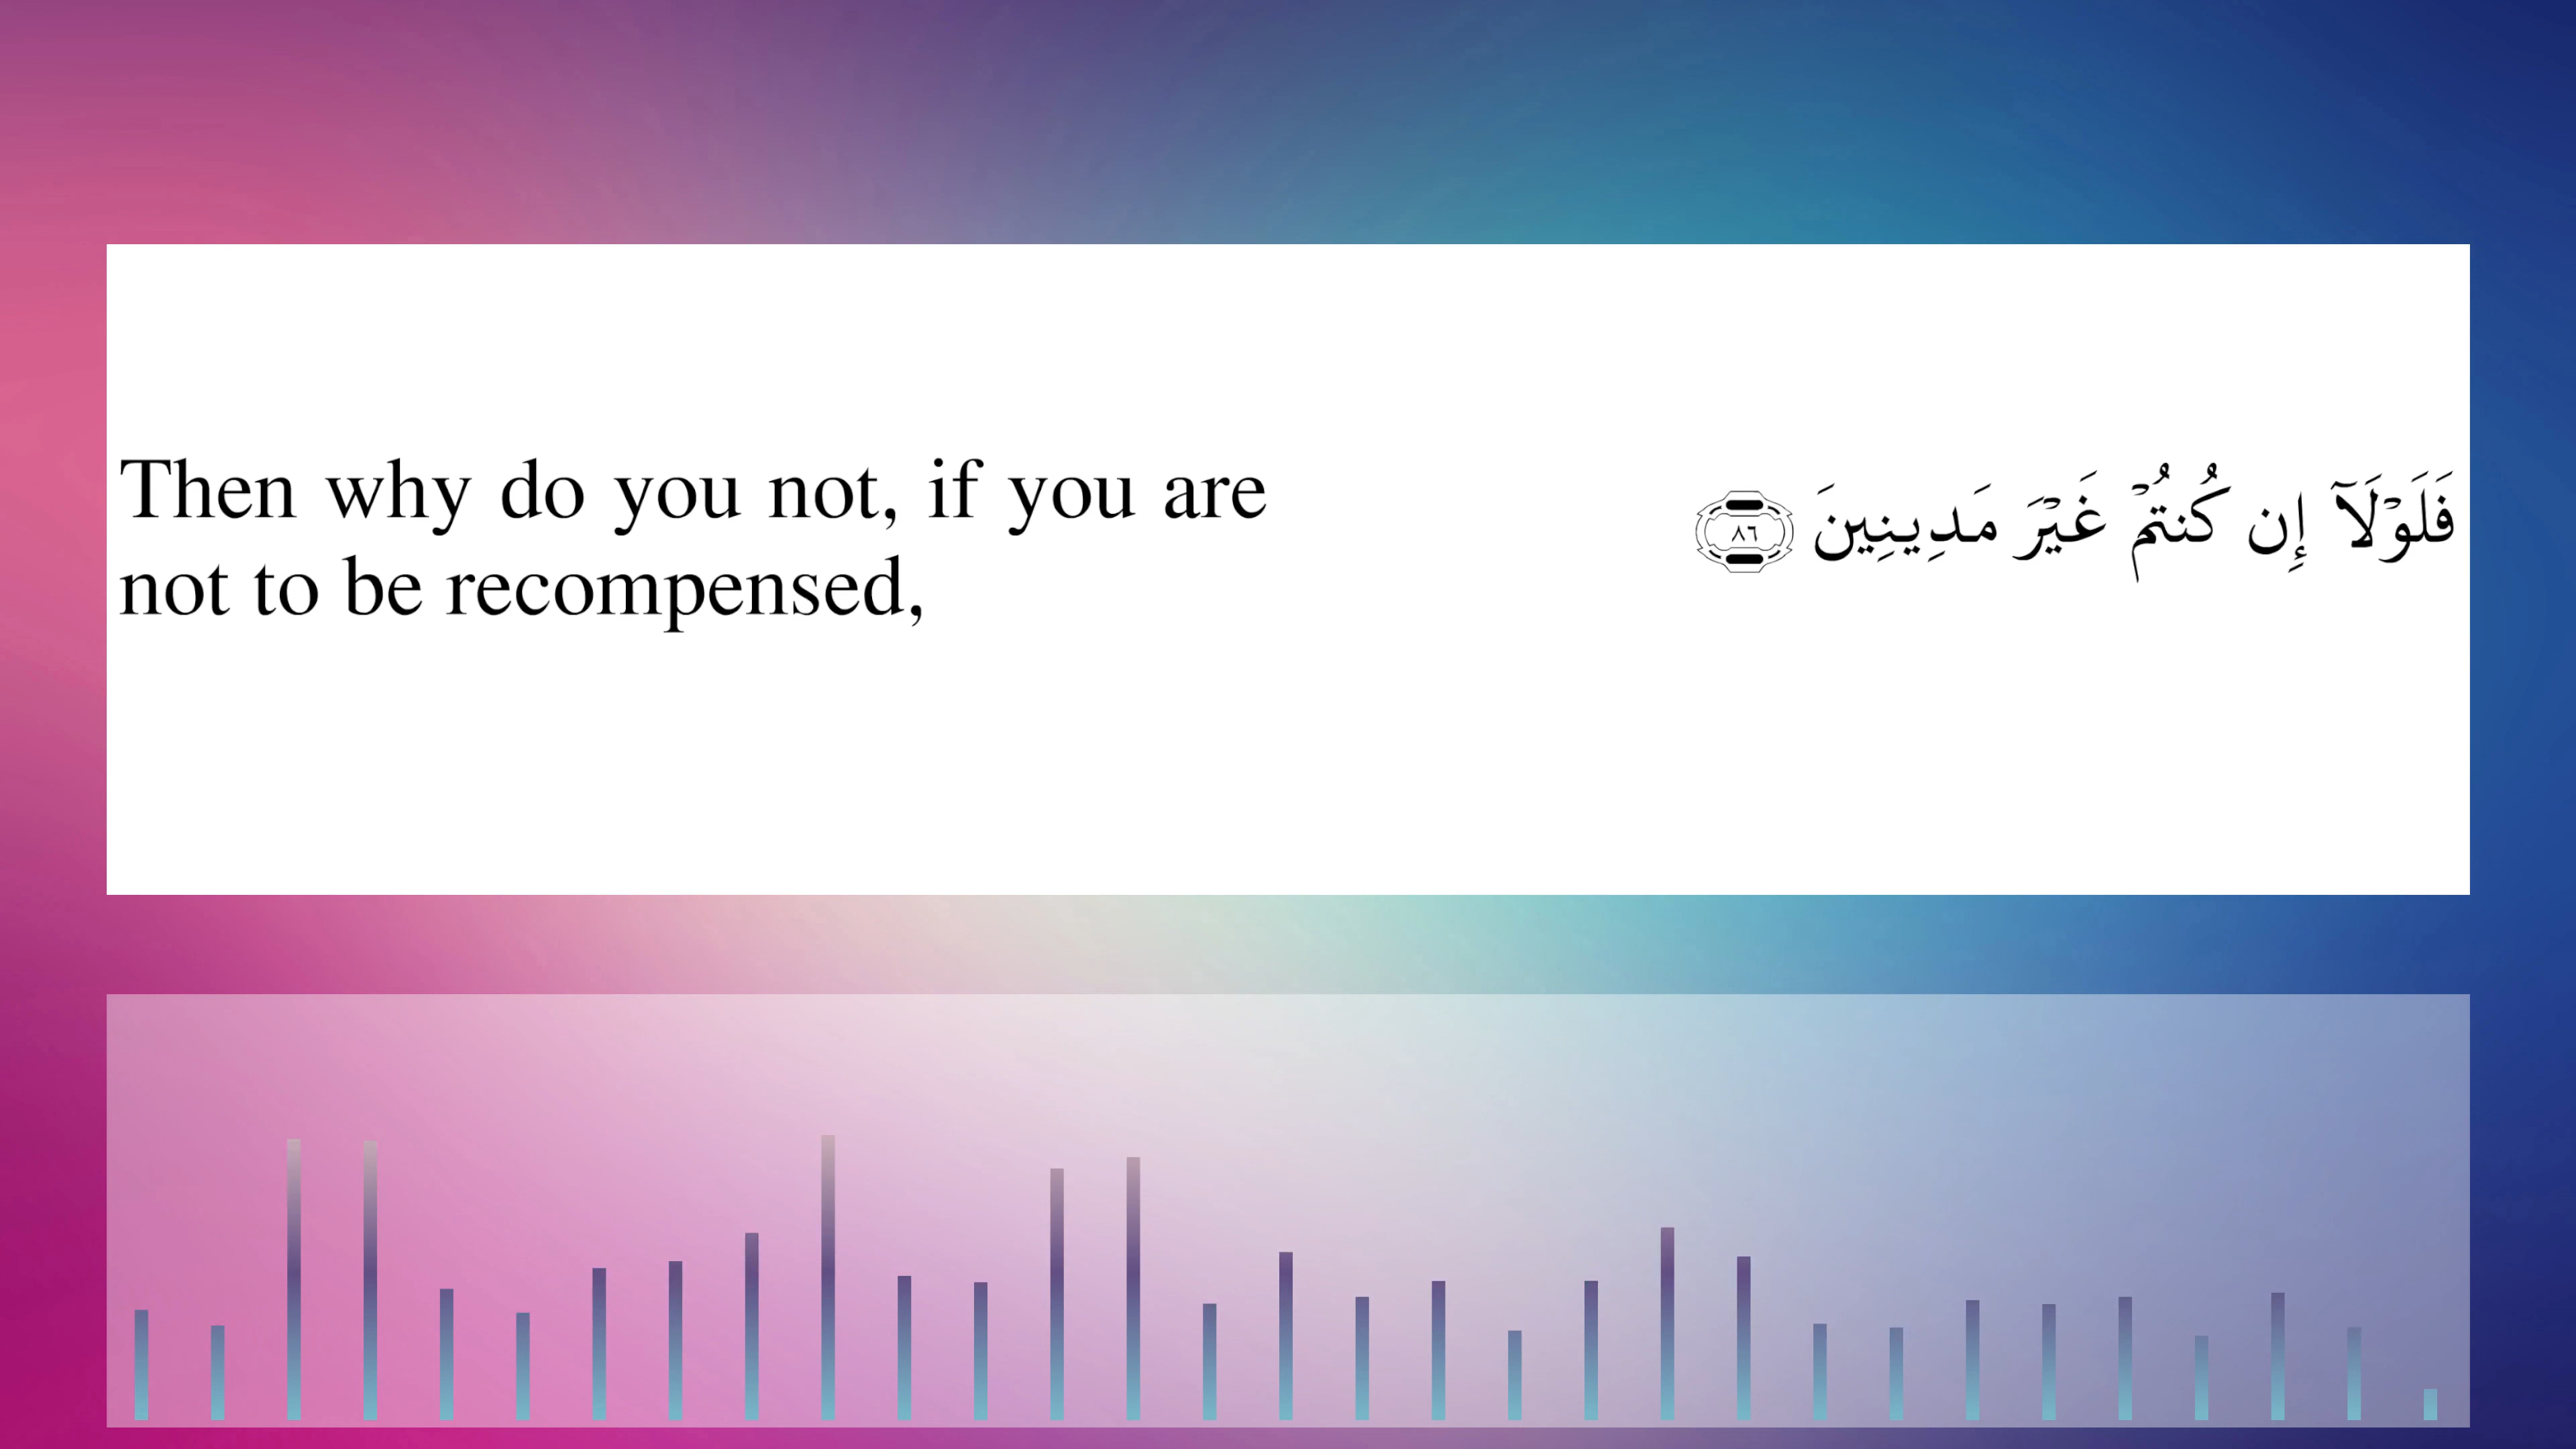 Then why do you not, if you are
not to be recompensed,
فَلَوْلَآ إِن كُنتُمْ غَيْرَ مَدِينِينَ ٨٦